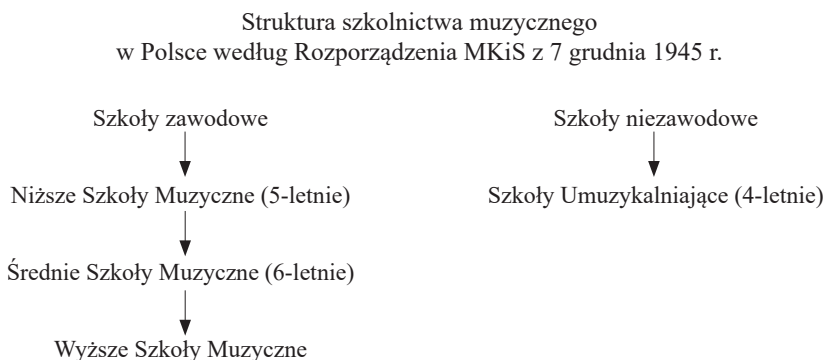 Struktura szkolnictwa muzycznego
w Polsce według Rozporządzenia MKiS z 7 grudnia 1945 r.
Szkoły zawodowe
Szkoły niezawodowe
Niższe Szkoły Muzyczne (5-letnie)
Szkoły Umuzykalniające (4-letnie)
Średnie Szkoły Muzyczne (6-letnie)
Wyższe Szkoły Muzyczne